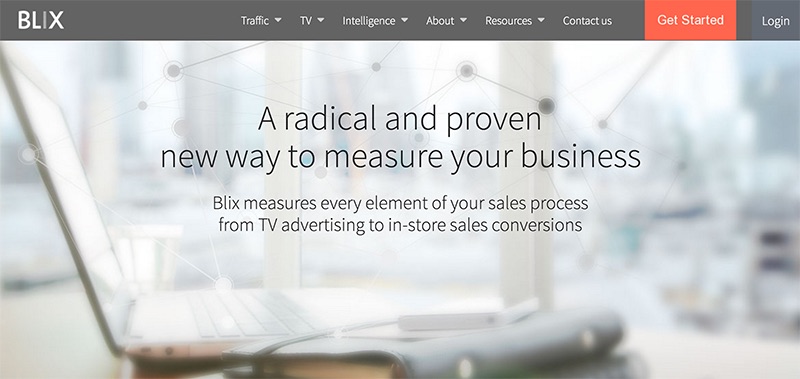 BLIX
Traffic TV Intelligence About Resources Contact us Get Started Login
A radical and proven
new way to measure your business
Blix measures every element of your sales process
from TV advertising to in-store sales conversions